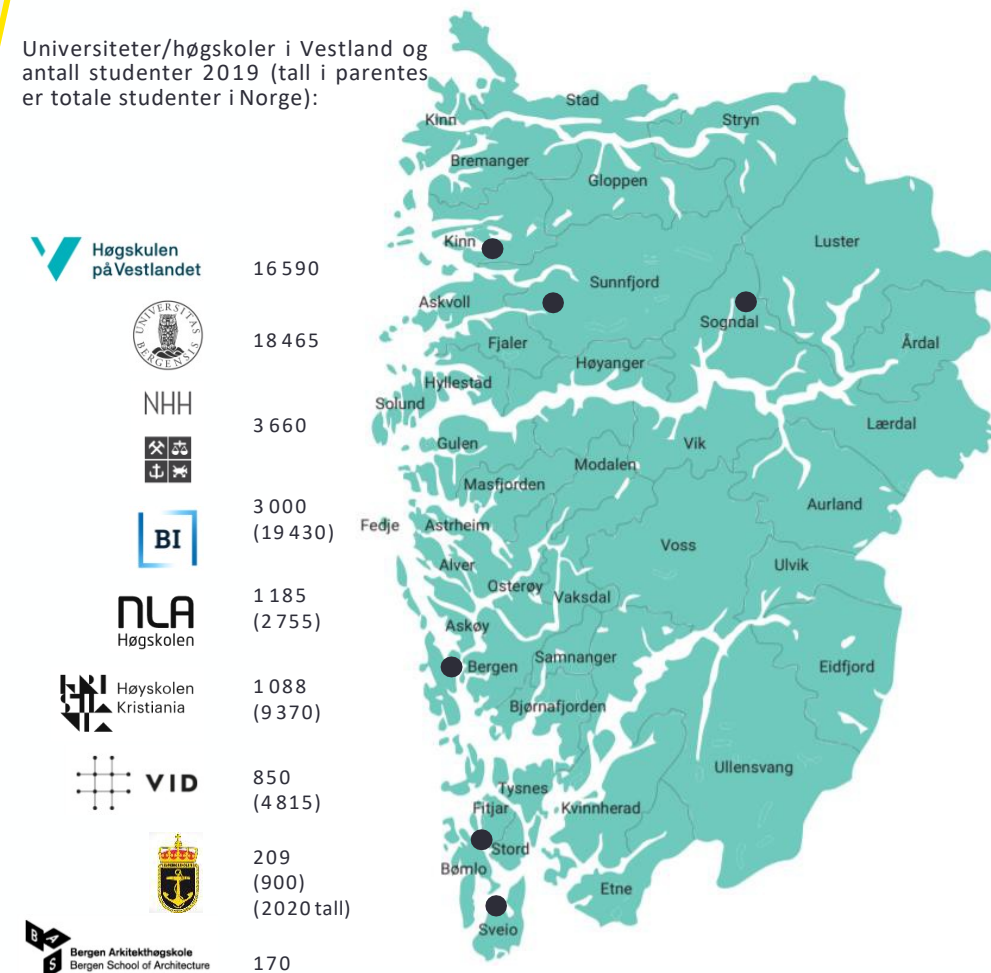 Universiteter/høgskoler i Vestland og
antall studenter 2019 (tall i parentes
er totale studenter i Norge):
Høgskulen
på Vestlandet
16 590
UNIVERSITAS
BERGENSIS
18 465
NHH
3 660
BI
3 000
(19 430)
NLA
Høgskolen
1 185
(2 755)
Høyskolen
Kristiania
1 088
(9 370)
VID
850
(4 815)
209
(900)
(2020 tall)
BAS
Bergen Arkitekthøgskole
Bergen School of Architecture
170
Stad
Kinn
Stryn
Bremanger
Gloppen
Kinn
Luster
Sunnfjord
Askvoll
Sogndal
Fjaler
Årdal
Høyanger
Hyllestad
Solund
Lærdal
Gulen
Vik
Modalen
Masfjorden
Aurland
Fedje
Astrheim
Voss
Alver
Ulvik
Osterøy
Vaksdal
Askøy
Samnanger
Bergen
Eidfjord
Bjørnafjorden
Ullensvang
Tysnes
Fitjar
Kvinnherad
Stord
Bømlo
Etne
Sveio